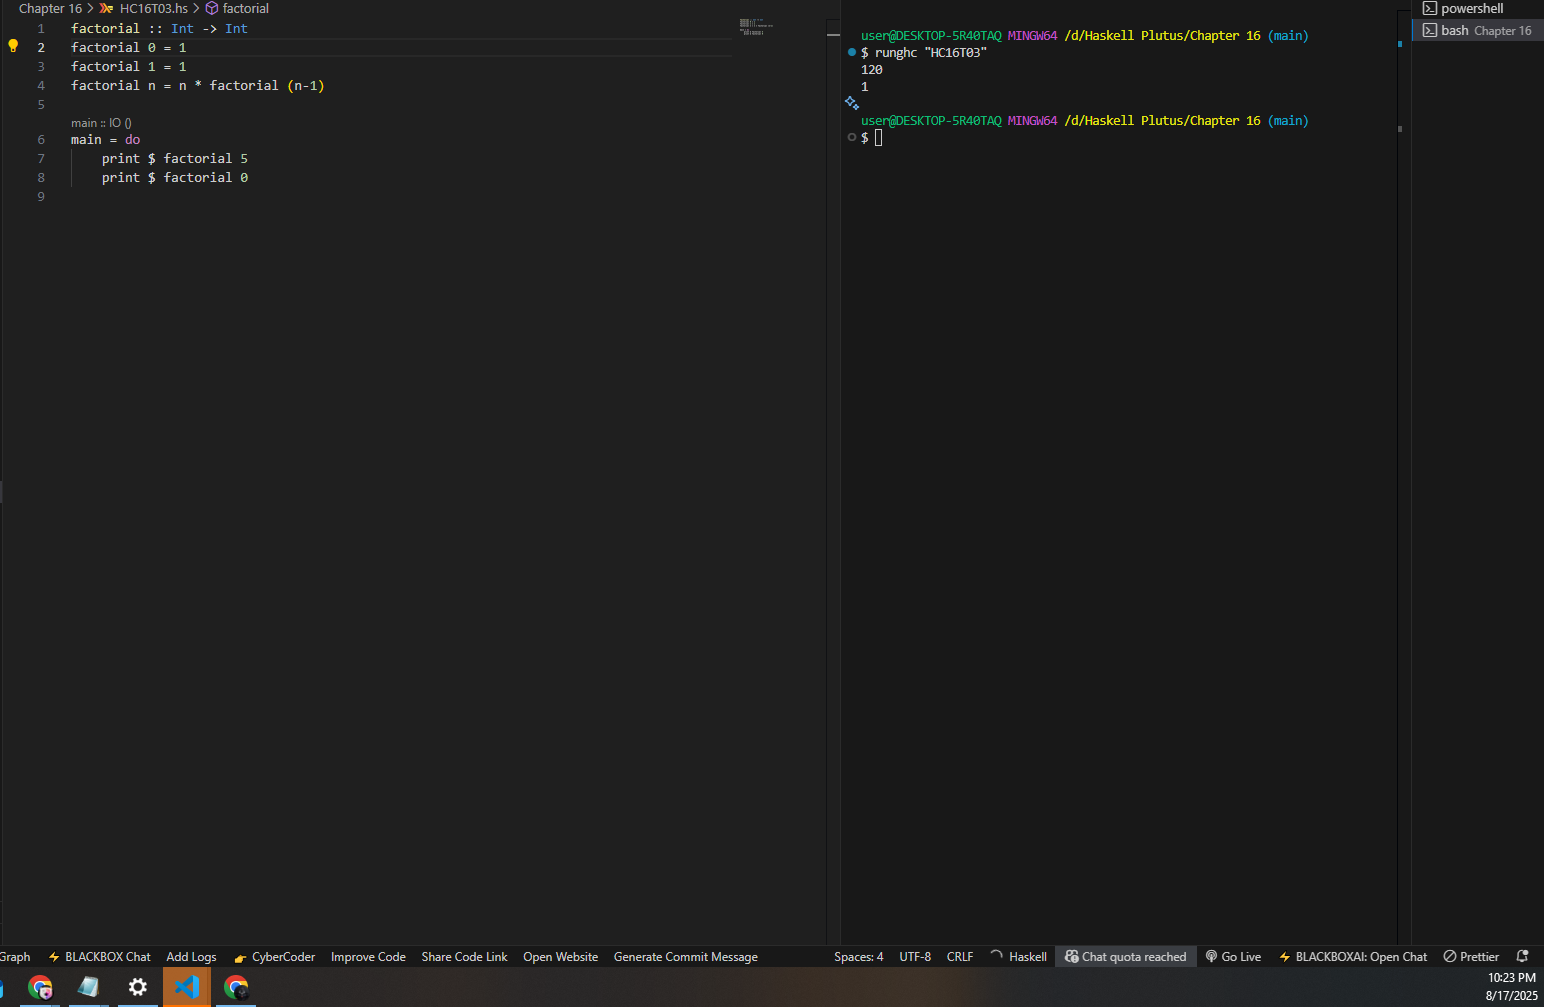 Chapter 16 > HC16T03.hs > factorial
1 factorial :: Int -> Int
2 factorial 0 = 1
3 factorial 1 = 1
4 factorial n = n * factorial (n-1)
5
main :: IO ()
6 main = do
7 print $ factorial 5
8 print $ factorial 0
9
user@DESKTOP-5R40TAQ MINGW64 /d/Haskell Plutus/Chapter 16 (main)
$ runghc "HC16T03"
120
1
user@DESKTOP-5R40TAQ MINGW64 /d/Haskell Plutus/Chapter 16 (main)
$
powershell
bash Chapter 16
Graph BLACKBOX Chat Add Logs CyberCoder Improve Code Share Code Link Open Website Generate Commit Message Spaces: 4 UTF-8 CRLF Haskell Chat quota reached Go Live BLACKBOXAI: Open Chat Prettier
10:23 PM
8/17/2025